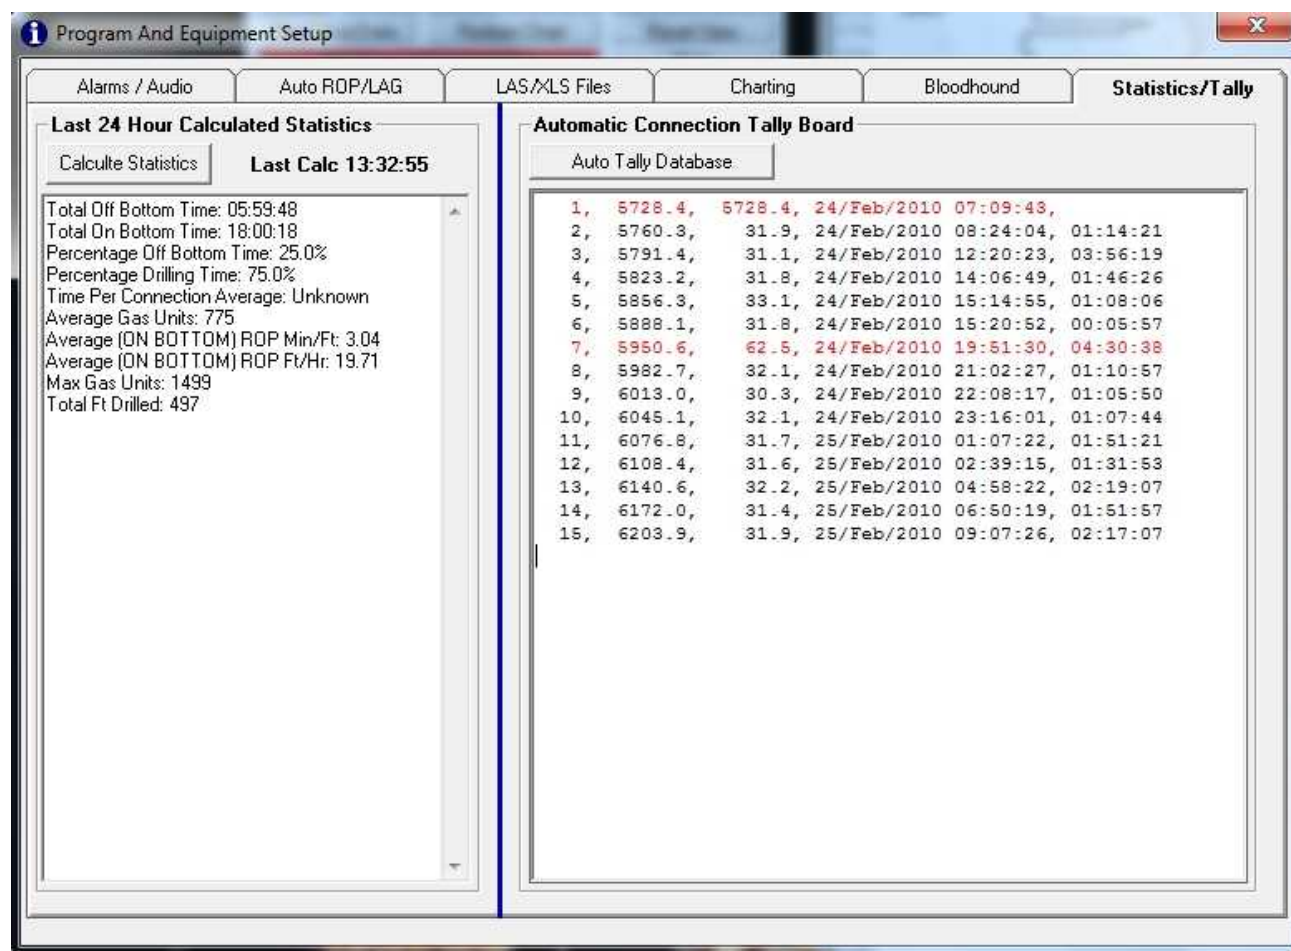 Program And Equipment Setup
X
Alarms / Audio Auto ROP/LAG LAS/XLS Files Charting Bloodhound Statistics/Tally
Last 24 Hour Calculated Statistics
Calculte Statistics Last Calc 13:32:55
Total Off Bottom Time: 05:59:48
Total On Bottom Time: 18:00:18
Percentage Off Bottom Time: 25.0%
Percentage Drilling Time: 75.0%
Time Per Connection Average: Unknown
Average Gas Units: 775
Average (ON BOTTOM) ROP Min/Ft: 3.04
Average (ON BOTTOM) ROP Ft/Hr: 19.71
Max Gas Units: 1499
Total Ft Drilled: 497
Automatic Connection Tally Board
Auto Tally Database
1, 5728.4, 5728.4, 24/Feb/2010 07:09:43,
2, 5760.3, 31.9, 24/Feb/2010 08:24:04, 01:14:21
3, 5791.4, 31.1, 24/Feb/2010 12:20:23, 03:56:19
4, 5823.2, 31.8, 24/Feb/2010 14:06:49, 01:46:26
5, 5856.3, 33.1, 24/Feb/2010 15:14:55, 01:08:06
6, 5888.1, 31.8, 24/Feb/2010 15:20:52, 00:05:57
7, 5950.6, 62.5, 24/Feb/2010 19:51:30, 04:30:38
8, 5982.7, 32.1, 24/Feb/2010 21:02:27, 01:10:57
9, 6013.0, 30.3, 24/Feb/2010 22:08:17, 01:05:50
10, 6045.1, 32.1, 24/Feb/2010 23:16:01, 01:07:44
11, 6076.8, 31.7, 25/Feb/2010 01:07:22, 01:51:21
12, 6108.4, 31.6, 25/Feb/2010 02:39:15, 01:31:53
13, 6140.6, 32.2, 25/Feb/2010 04:58:22, 02:19:07
14, 6172.0, 31.4, 25/Feb/2010 06:50:19, 01:51:57
15, 6203.9, 31.9, 25/Feb/2010 09:07:26, 02:17:07